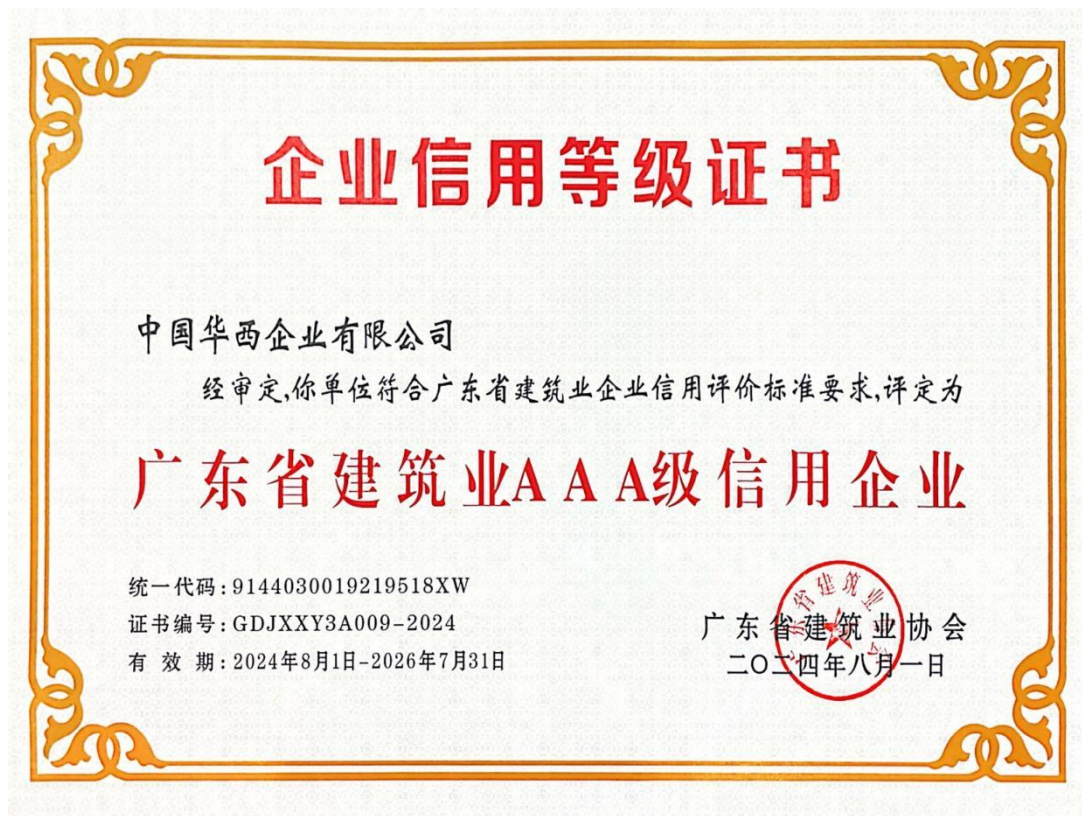 企业信用等级证书
中国华西企业有限公司
经审定,你单位符合广东省建筑业企业信用评价标准要求,评定为
广东省建筑业AAA级信用企业
统一代码:9144030019219518XW
证书编号:GDJXXY3A009-2024
有效期:2024年8月1日-2026年7月31日
广东省建筑业协会
二〇二四年八月一日